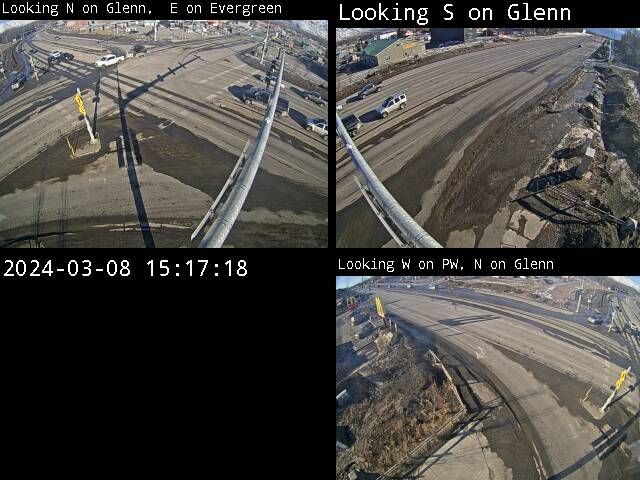 Looking N on Glenn,  E on Evergreen
Looking S on Glenn
2024-03-08 15:17:18
Looking W on PW, N on Glenn